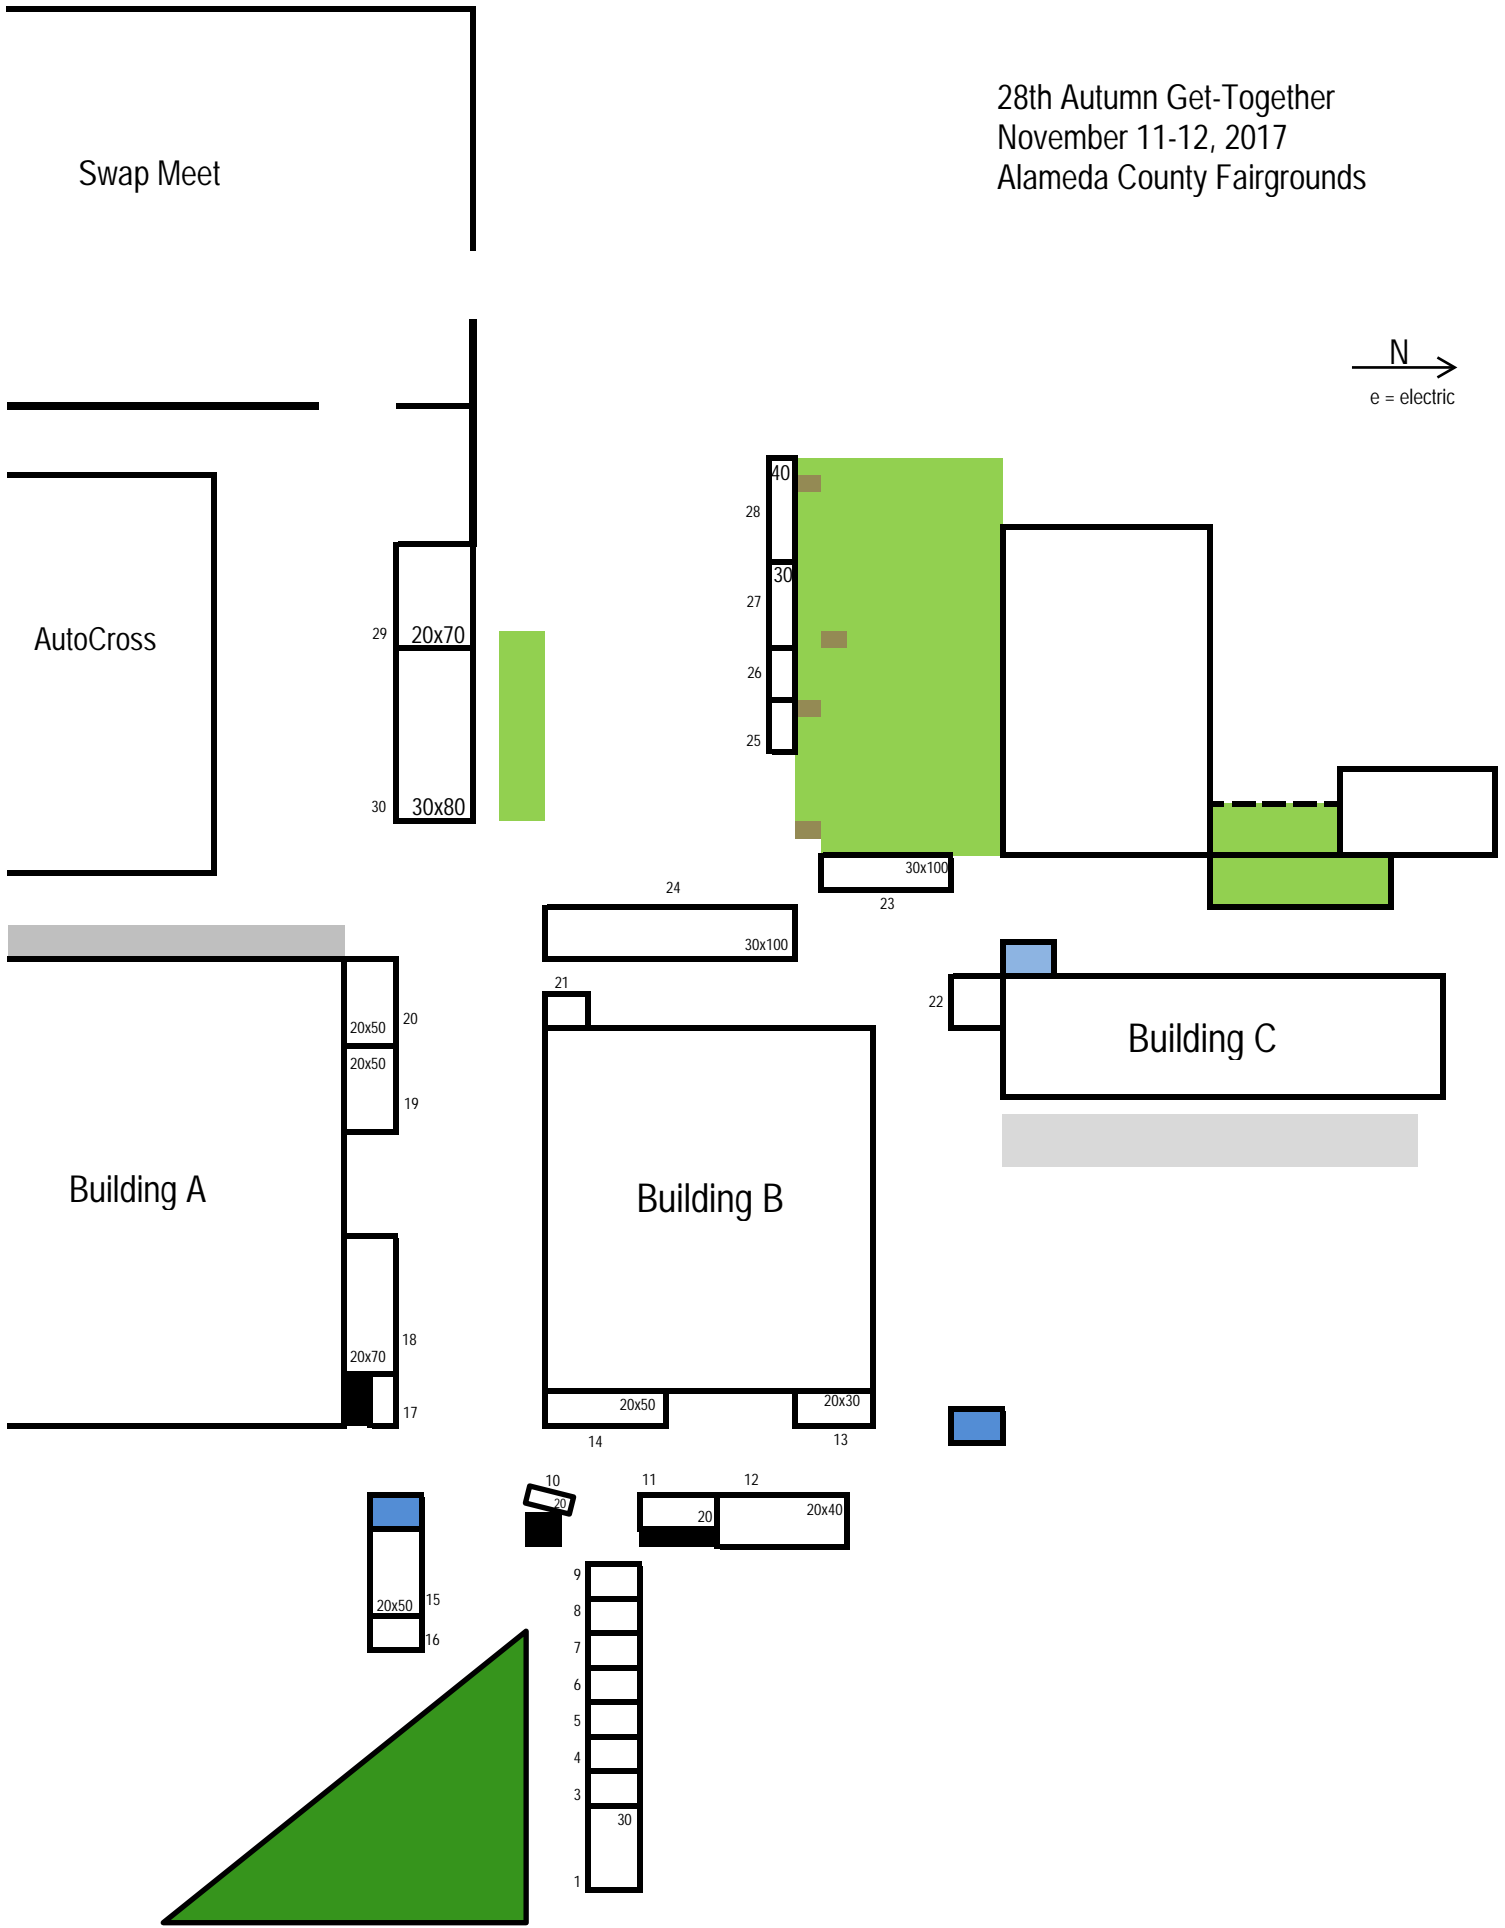 28th Autumn Get-Together
November 11-12, 2017
Alameda County Fairgrounds
Swap Meet
N
e = electric
40
28
30
27
AutoCross
29
20x70
26
25
30
30x80
30x100
23
24
30x100
21
22
20
20x50
20x50
19
Building C
Building A
Building B
18
20x70
17
20x50
14
20x30
13
10
20
11
12
20
20x40
9
15
20x50
8
16
7
6
5
4
3
30
1